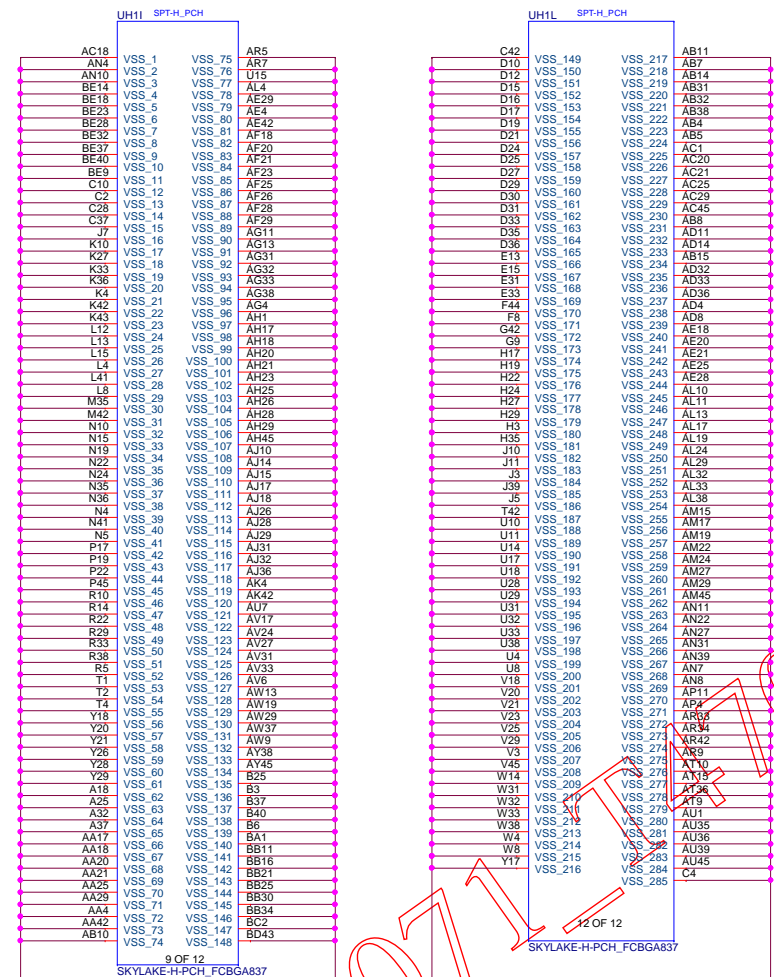 UH1I SPT-H_PCH
AC18 VSS_1 VSS_75 AR5
AN4 VSS_2 VSS_76 AR7
AN10 VSS_3 VSS_77 U15
BE14 VSS_4 VSS_78 AL4
BE18 VSS_5 VSS_79 AE29
BE23 VSS_6 VSS_80 AE4
BE28 VSS_7 VSS_81 AE42
BE32 VSS_8 VSS_82 AF18
BE37 VSS_9 VSS_83 AF20
BE40 VSS_10 VSS_84 AF21
BE9 VSS_11 VSS_85 AF23
C10 VSS_12 VSS_86 AF25
C2 VSS_13 VSS_87 AF26
C28 VSS_14 VSS_88 AF28
C37 VSS_15 VSS_89 AF29
J7 VSS_16 VSS_90 AG11
K10 VSS_17 VSS_91 AG13
K27 VSS_18 VSS_92 AG31
K33 VSS_19 VSS_93 AG32
K36 VSS_20 VSS_94 AG33
K4 VSS_21 VSS_95 AG38
K42 VSS_22 VSS_96 AG4
K43 VSS_23 VSS_97 AH1
L12 VSS_24 VSS_98 AH17
L13 VSS_25 VSS_99 AH18
L15 VSS_26 VSS_100 AH20
L4 VSS_27 VSS_101 AH21
L41 VSS_28 VSS_102 AH23
L8 VSS_29 VSS_103 AH25
M35 VSS_30 VSS_104 AH26
M42 VSS_31 VSS_105 AH28
N10 VSS_32 VSS_106 AH29
N15 VSS_33 VSS_107 AH45
N19 VSS_34 VSS_108 AJ10
N22 VSS_35 VSS_109 AJ14
N24 VSS_36 VSS_110 AJ15
N35 VSS_37 VSS_111 AJ17
N36 VSS_38 VSS_112 AJ18
N4 VSS_39 VSS_113 AJ26
N41 VSS_40 VSS_114 AJ28
N5 VSS_41 VSS_115 AJ29
P17 VSS_42 VSS_116 AJ31
P19 VSS_43 VSS_117 AJ32
P22 VSS_44 VSS_118 AJ36
P45 VSS_45 VSS_119 AK4
R10 VSS_46 VSS_120 AK42
R14 VSS_47 VSS_121 AU7
R22 VSS_48 VSS_122 AV17
R29 VSS_49 VSS_123 AV24
R33 VSS_50 VSS_124 AV27
R38 VSS_51 VSS_125 AV31
R5 VSS_52 VSS_126 AV33
T1 VSS_53 VSS_127 AV6
T2 VSS_54 VSS_128 AW13
T4 VSS_55 VSS_129 AW19
Y18 VSS_56 VSS_130 AW29
Y20 VSS_57 VSS_131 AW37
Y21 VSS_58 VSS_132 AW9
Y26 VSS_59 VSS_133 AY38
Y28 VSS_60 VSS_134 AY45
Y29 VSS_61 VSS_135 B25
A18 VSS_62 VSS_136 B3
A25 VSS_63 VSS_137 B37
A32 VSS_64 VSS_138 B40
A37 VSS_65 VSS_139 B6
AA17 VSS_66 VSS_140 BA1
AA18 VSS_67 VSS_141 BB11
AA20 VSS_68 VSS_142 BB16
AA21 VSS_69 VSS_143 BB21
AA25 VSS_70 VSS_144 BB25
AA29 VSS_71 VSS_145 BB30
AA4 VSS_72 VSS_146 BB34
AA42 VSS_73 VSS_147 BC2
AB10 VSS_74 VSS_148 BD43
9 OF 12
SKYLAKE-H-PCH_FCBGA837
UH1L SPT-H_PCH
C42 VSS_149 VSS_217 AB11
D10 VSS_150 VSS_218 AB7
D12 VSS_151 VSS_219 AB14
D15 VSS_152 VSS_220 AB31
D16 VSS_153 VSS_221 AB32
D17 VSS_154 VSS_222 AB38
D19 VSS_155 VSS_223 AB4
D21 VSS_156 VSS_224 AB5
D24 VSS_157 VSS_225 AC1
D25 VSS_158 VSS_226 AC20
D27 VSS_159 VSS_227 AC21
D29 VSS_160 VSS_228 AC25
D30 VSS_161 VSS_229 AC29
D31 VSS_162 VSS_230 AC45
D33 VSS_163 VSS_231 AB8
D35 VSS_164 VSS_232 AD11
D36 VSS_165 VSS_233 AD14
E13 VSS_166 VSS_234 AB15
E15 VSS_167 VSS_235 AD32
E31 VSS_168 VSS_236 AD33
E33 VSS_169 VSS_237 AD36
F44 VSS_170 VSS_238 AD4
F8 VSS_171 VSS_239 AD8
G42 VSS_172 VSS_240 AE18
G9 VSS_173 VSS_241 AE20
H17 VSS_174 VSS_242 AE21
H19 VSS_175 VSS_243 AE25
H22 VSS_176 VSS_244 AE28
H24 VSS_177 VSS_245 AL10
H27 VSS_178 VSS_246 AL11
H29 VSS_179 VSS_247 AL13
H3 VSS_180 VSS_248 AL17
H35 VSS_181 VSS_249 AL19
J10 VSS_182 VSS_250 AL24
J11 VSS_183 VSS_251 AL29
J3 VSS_184 VSS_252 AL32
J39 VSS_185 VSS_253 AL33
J5 VSS_186 VSS_254 AL38
T42 VSS_187 VSS_255 AM15
U10 VSS_188 VSS_256 AM17
U11 VSS_189 VSS_257 AM19
U14 VSS_190 VSS_258 AM22
U17 VSS_191 VSS_259 AM24
U18 VSS_192 VSS_260 AM27
U28 VSS_193 VSS_261 AM29
U29 VSS_194 VSS_262 AM45
U31 VSS_195 VSS_263 AN11
U32 VSS_196 VSS_264 AN22
U33 VSS_197 VSS_265 AN27
U38 VSS_198 VSS_266 AN31
U4 VSS_199 VSS_267 AN39
U8 VSS_200 VSS_268 AN7
V18 VSS_201 VSS_269 AN8
V20 VSS_202 VSS_270 AP11
V21 VSS_203 VSS_271 AP4
V23 VSS_204 VSS_272 AR33
V25 VSS_205 VSS_273 AR34
V29 VSS_206 VSS_274 AR42
V3 VSS_207 VSS_275 AR9
V45 VSS_208 VSS_276 AT10
W14 VSS_209 VSS_277 AT15
W31 VSS_210 VSS_278 AT36
W32 VSS_211 VSS_279 AT9
W33 VSS_212 VSS_280 AU1
W38 VSS_213 VSS_281 AU35
W4 VSS_214 VSS_282 AU36
W8 VSS_215 VSS_283 AU39
Y17 VSS_216 VSS_284 AU45
VSS_285 C4
12 OF 12
SKYLAKE-H-PCH_FCBGA837